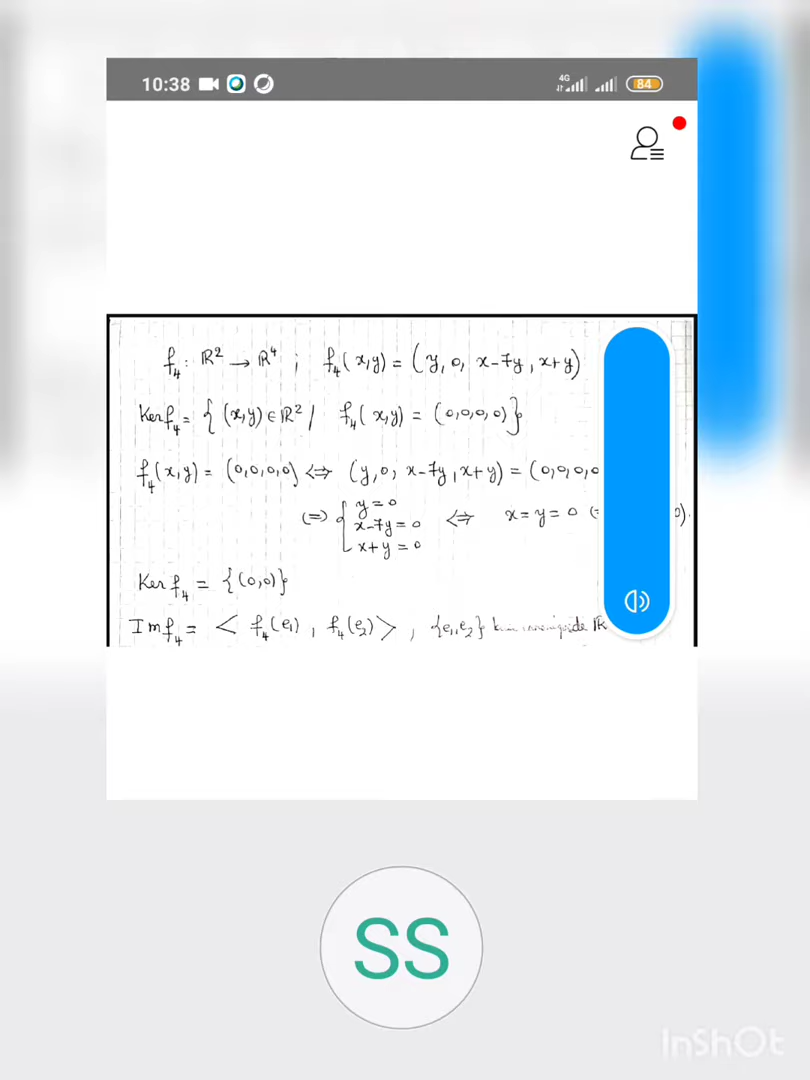 10:38
4G
84
f₄ : ℝ² → ℝ⁴ ; f₄(x,y) = (y, 0, x-7y, x+y)
Ker f₄ = { (x,y) ∈ ℝ² / f₄(x,y) = (0,0,0,0) }
f₄(x,y) = (0,0,0,0) ⇔ (y, 0, x-7y, x+y) = (0,0,0,0
(=) { y = 0
x-7y = 0 ⇔ x = y = 0 (= 0).
x+y = 0
Ker f₄ = {(0,0)}
Im f₄ = < f₄(e₁), f₄(e₂) > , {e₁,e₂}
SS
InShOt